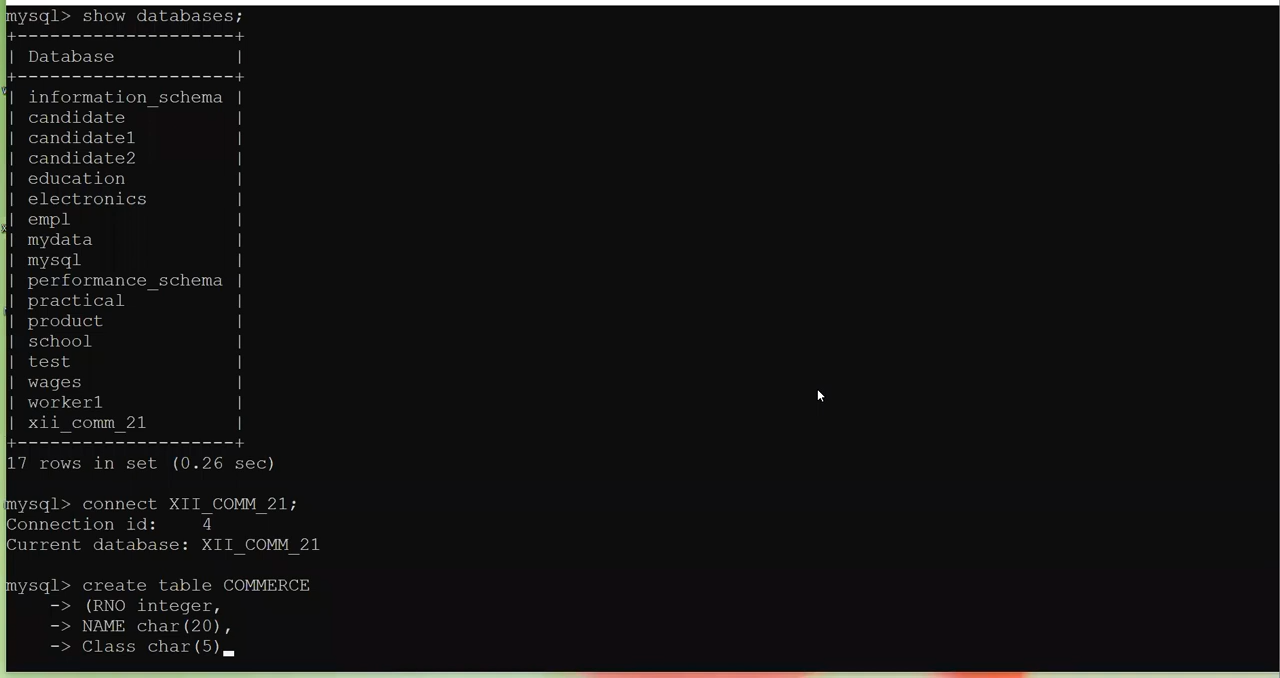 mysql> show databases;
+--------------------+
| Database           |
+--------------------+
| information_schema |
| candidate          |
| candidate1         |
| candidate2         |
| education          |
| electronics        |
| empl               |
| mydata             |
| mysql              |
| performance_schema |
| practical          |
| product            |
| school             |
| test               |
| wages              |
| worker1            |
| xii_comm_21        |
+--------------------+
17 rows in set (0.26 sec)
mysql> connect XII_COMM_21;
Connection id:    4
Current database: XII_COMM_21
mysql> create table COMMERCE
    -> (RNO integer,
    -> NAME char(20),
    -> Class char(5)